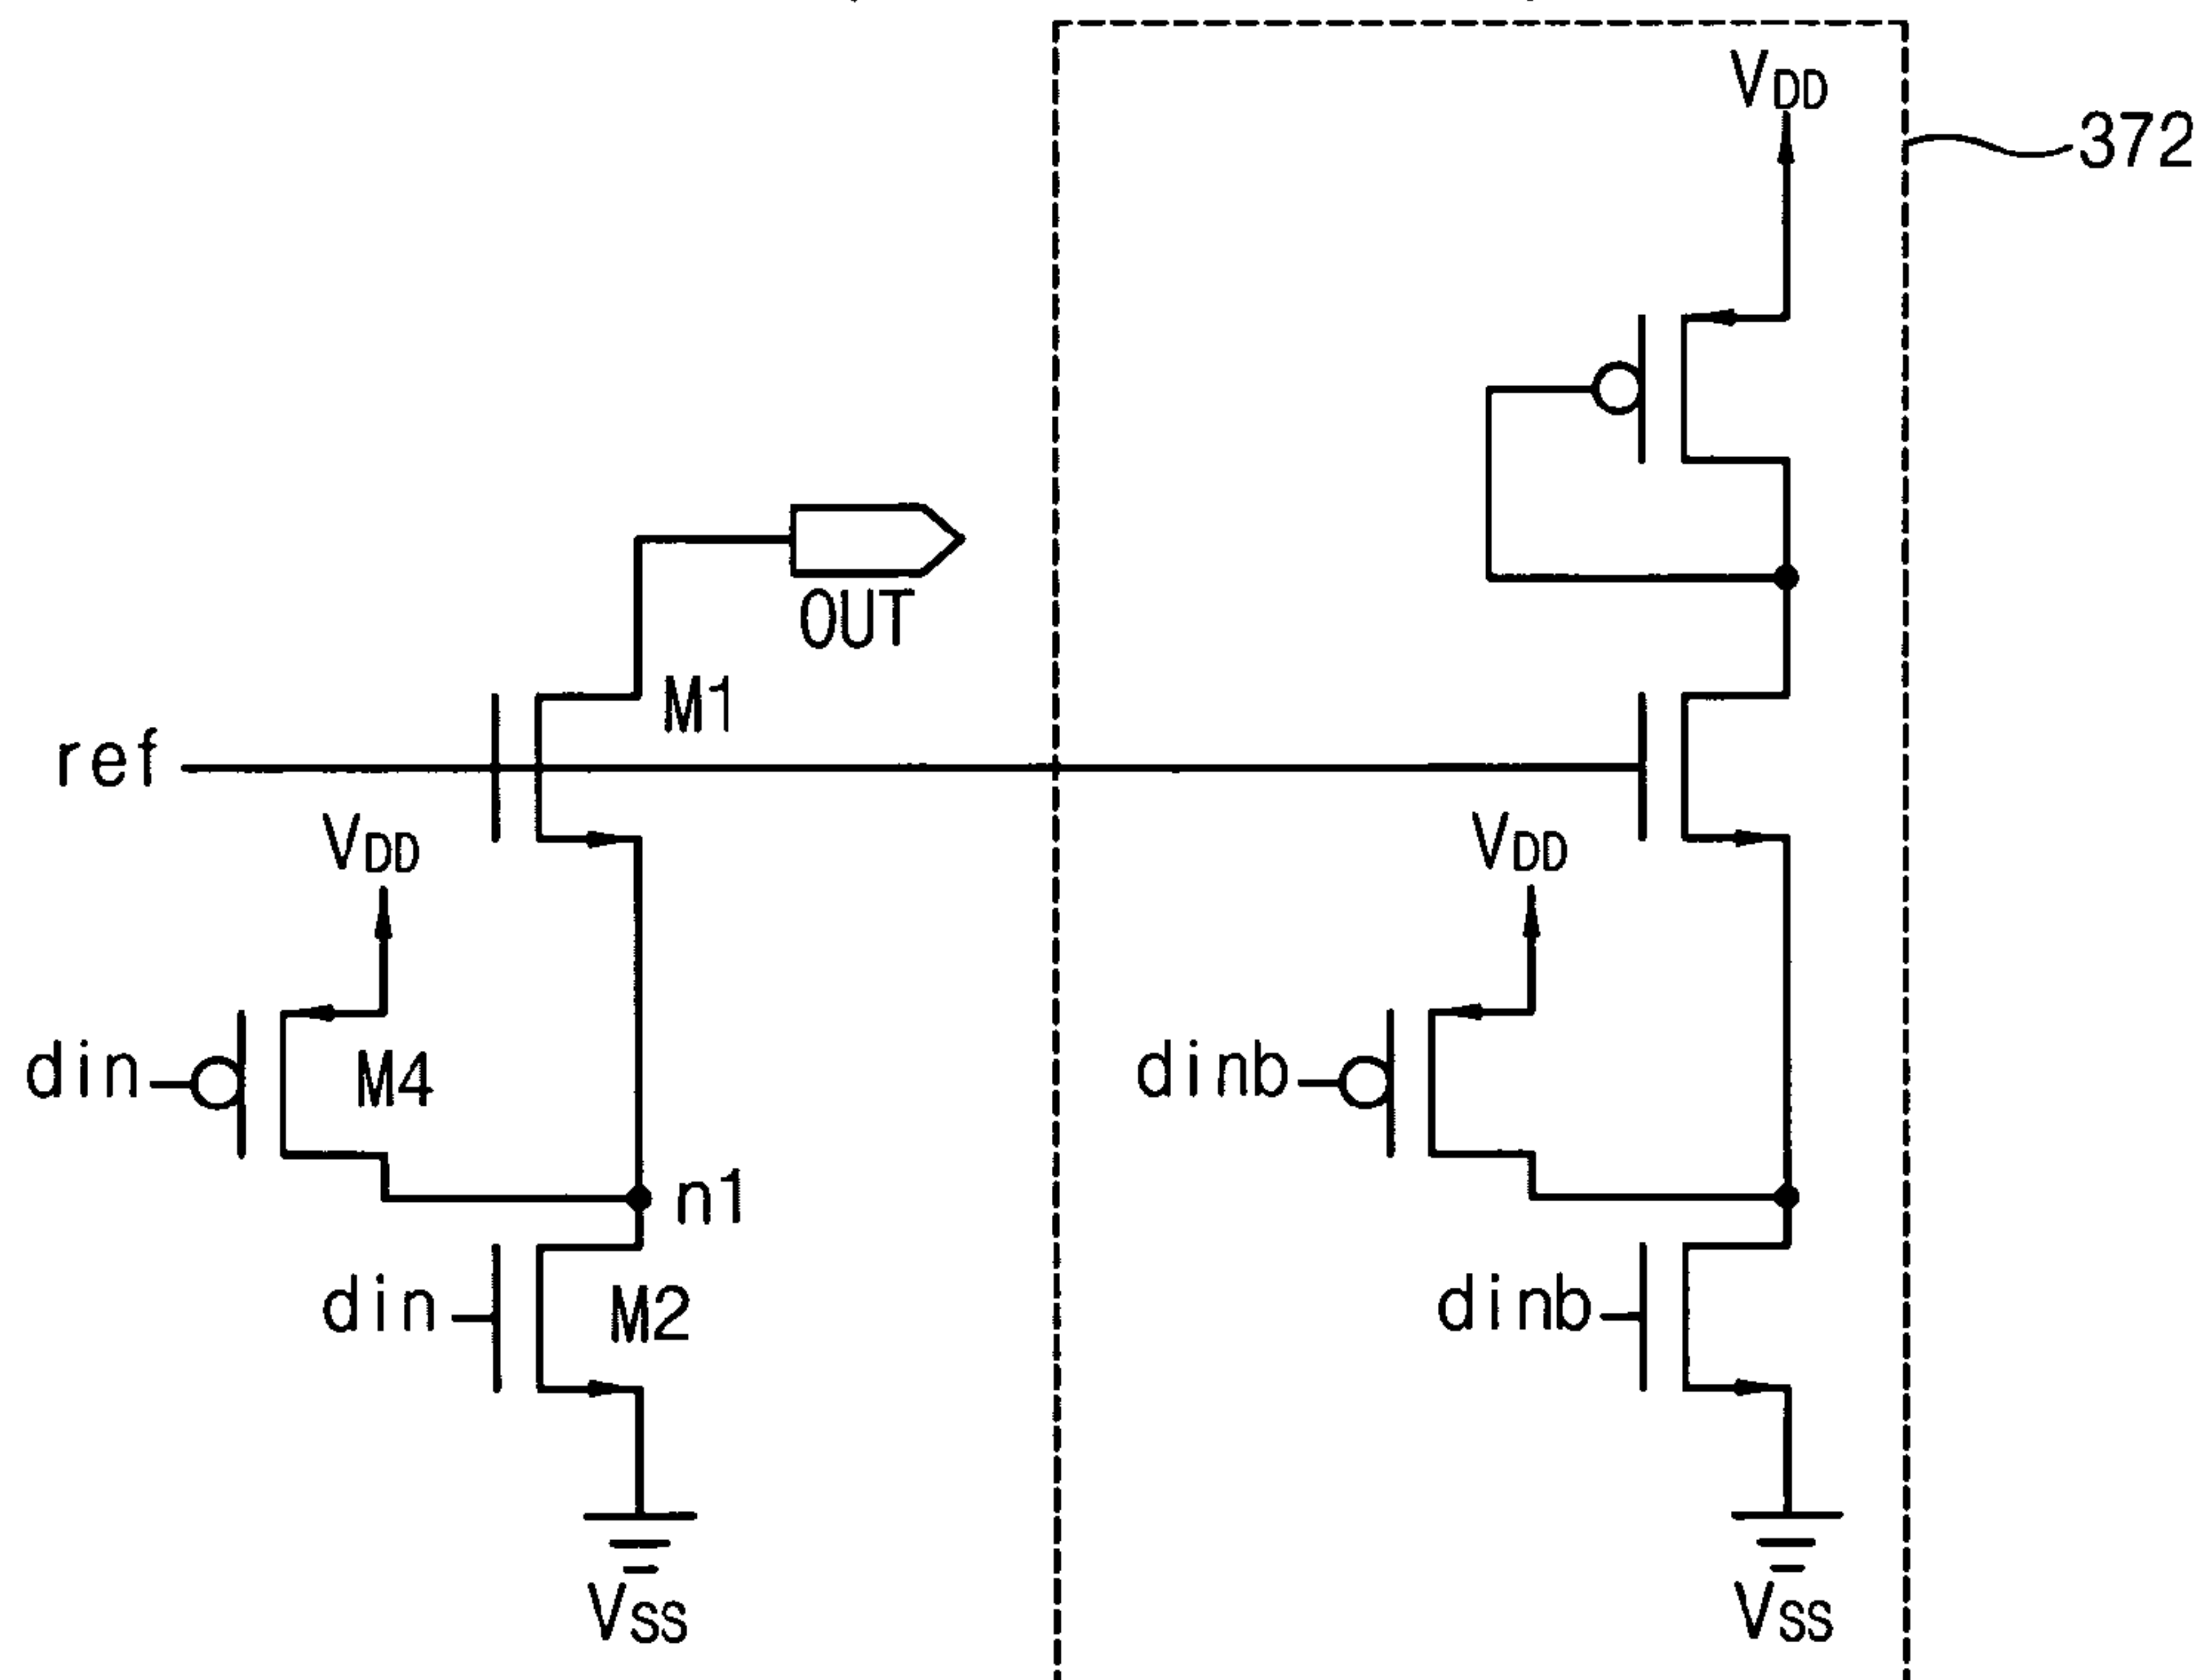 VDD
372
OUT
M1
ref
VDD
VDD
din
M4
dinb
n1
din
M2
dinb
VSS
VSS